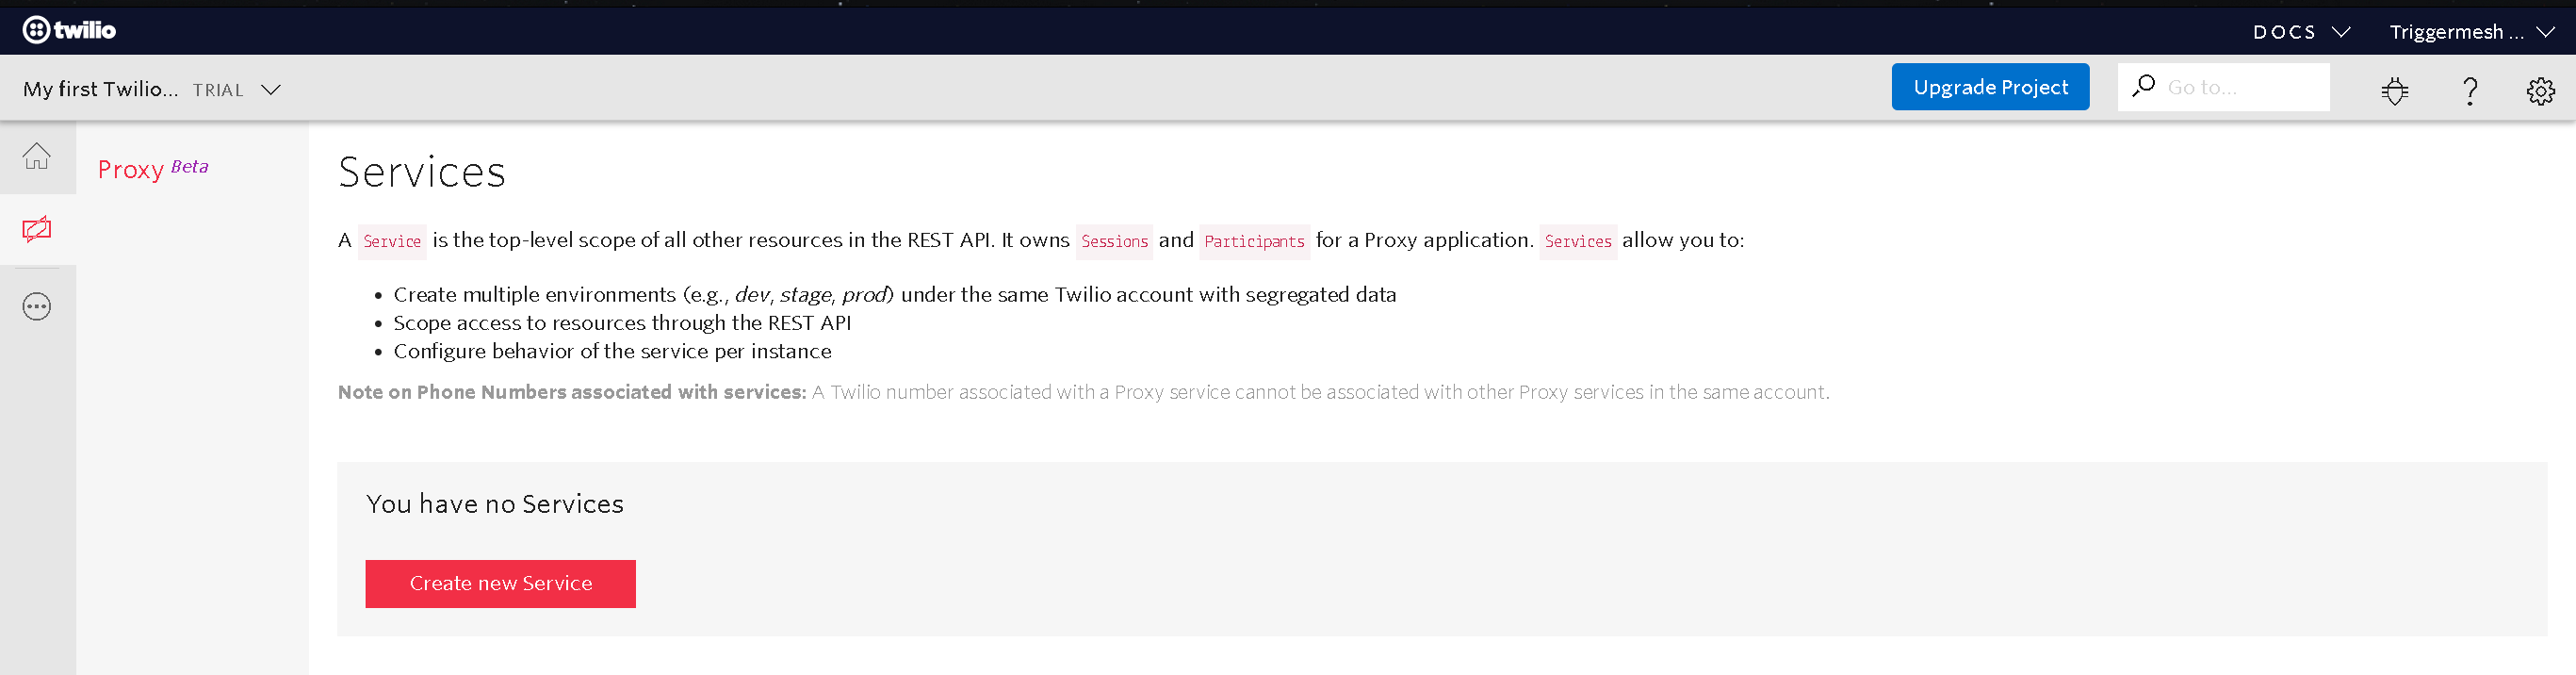 twilio
DOCS
Triggermesh ...
My first Twilio... TRIAL
Upgrade Project
Go to...
Proxy Beta
Services
A Service is the top-level scope of all other resources in the REST API. It owns Sessions and Participants for a Proxy application. Services allow you to:
• Create multiple environments (e.g., dev, stage, prod) under the same Twilio account with segregated data
• Scope access to resources through the REST API
• Configure behavior of the service per instance
Note on Phone Numbers associated with services: A Twilio number associated with a Proxy service cannot be associated with other Proxy services in the same account.
You have no Services
Create new Service